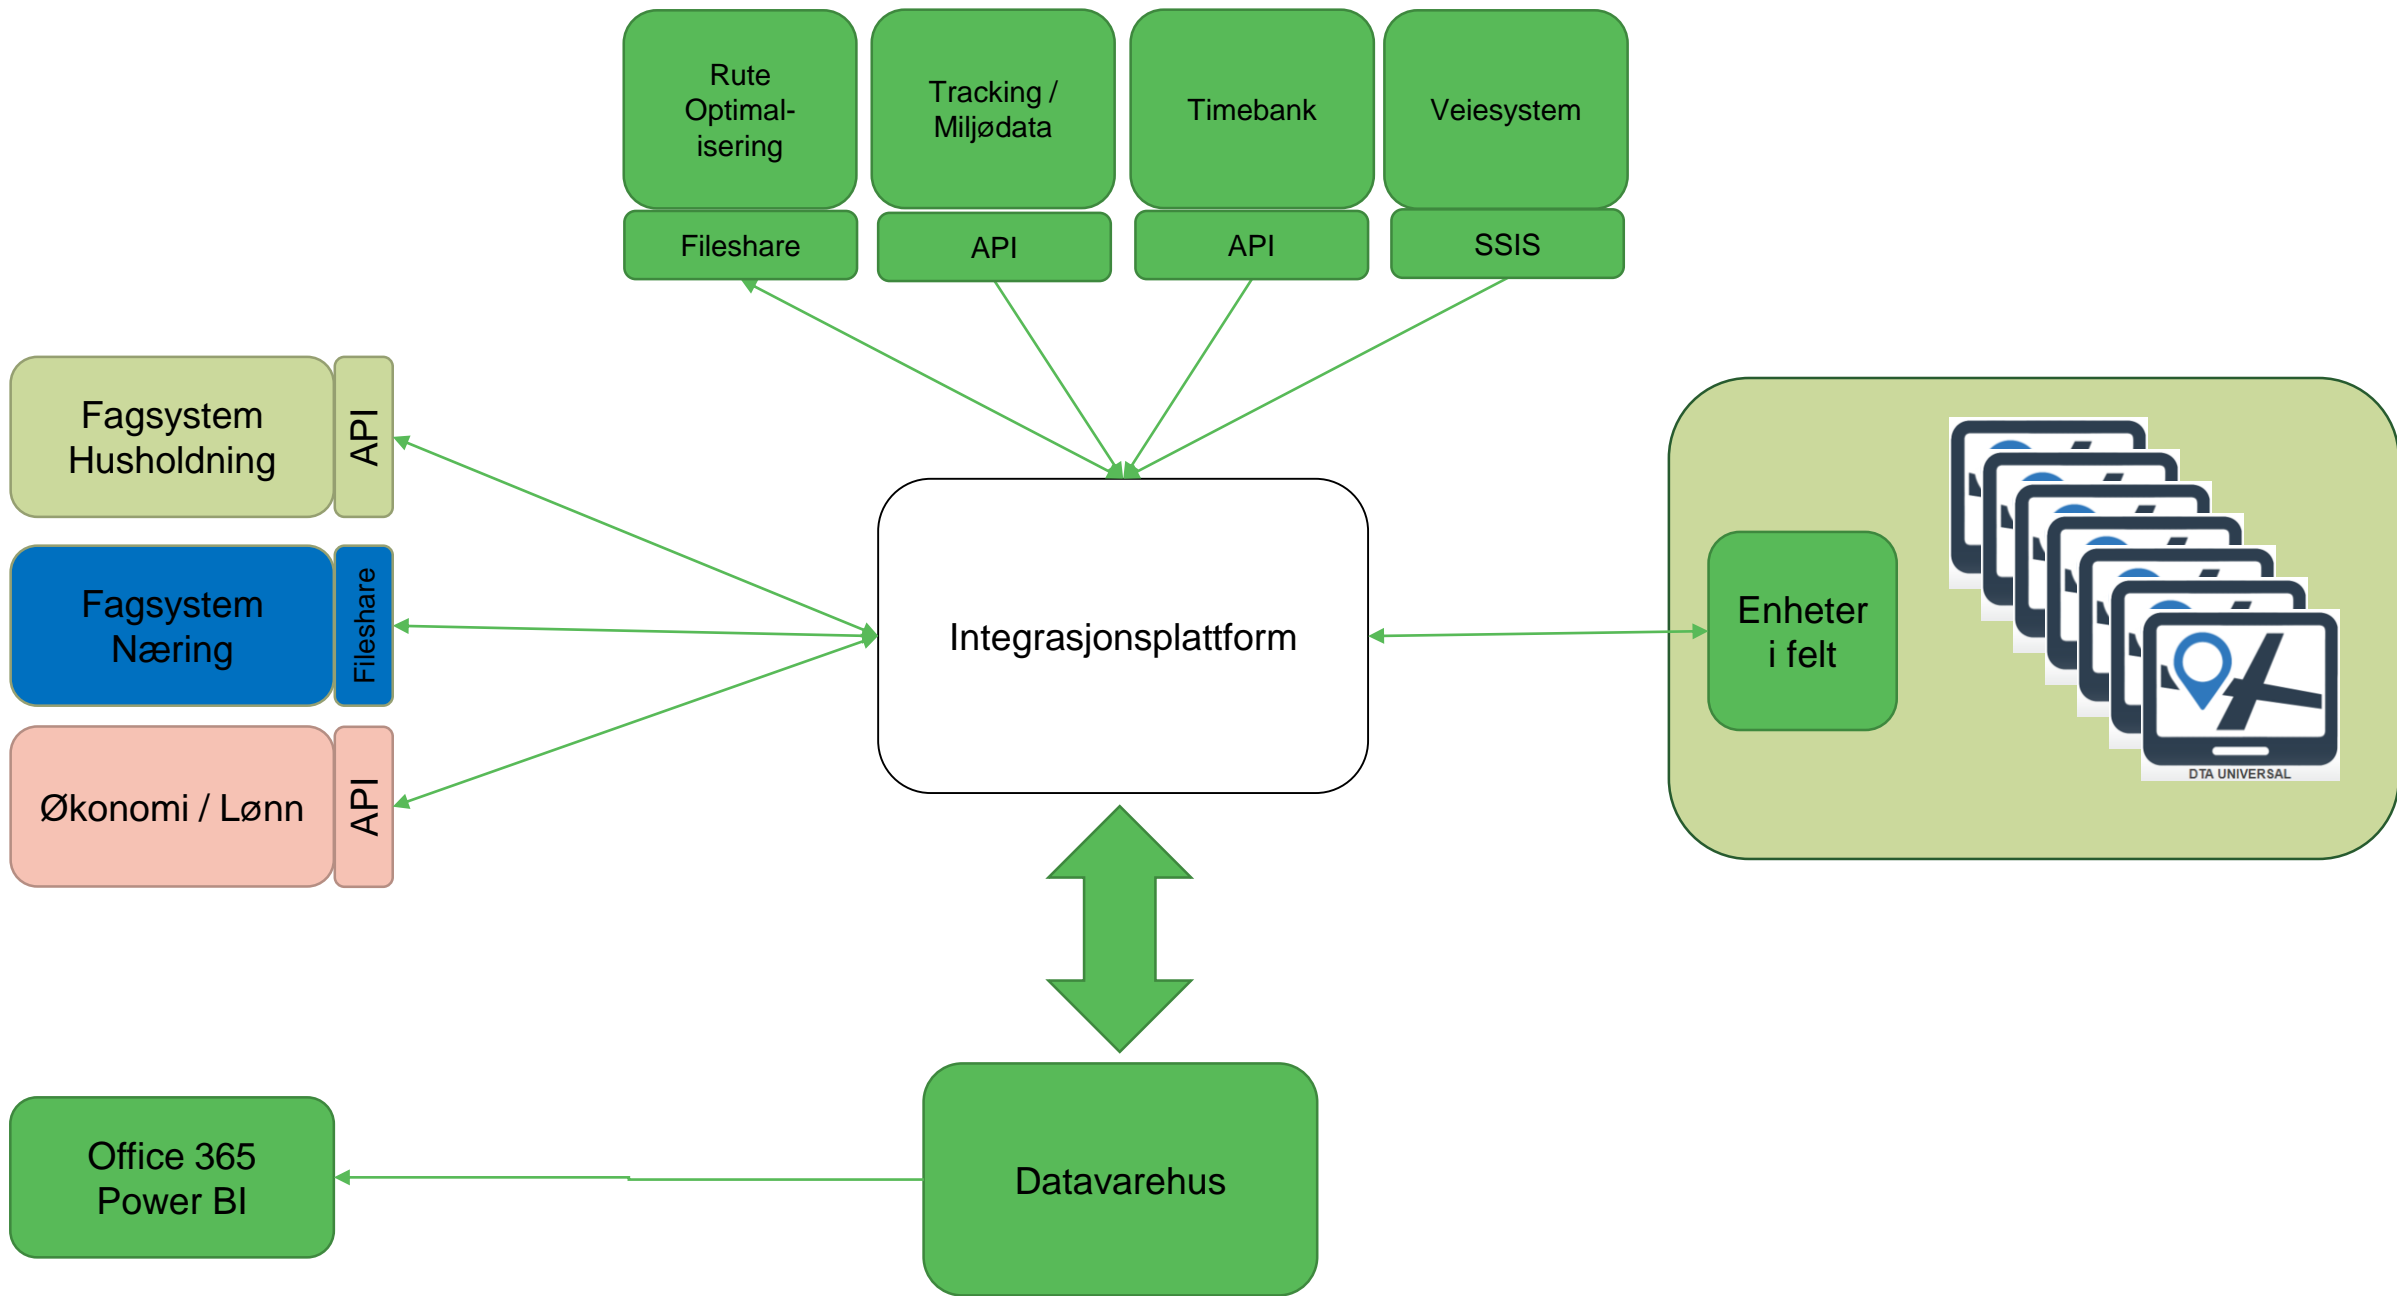 Rute
Optimal-
isering
Tracking /
Miljødata
Timebank
Veiesystem
Fileshare
API
API
SSIS
Fagsystem
Husholdning
API
Fagsystem
Næring
Fileshare
Økonomi / Lønn
API
Integrasjonsplattform
Enheter
i felt
DTA UNIVERSAL
Office 365
Power BI
Datavarehus